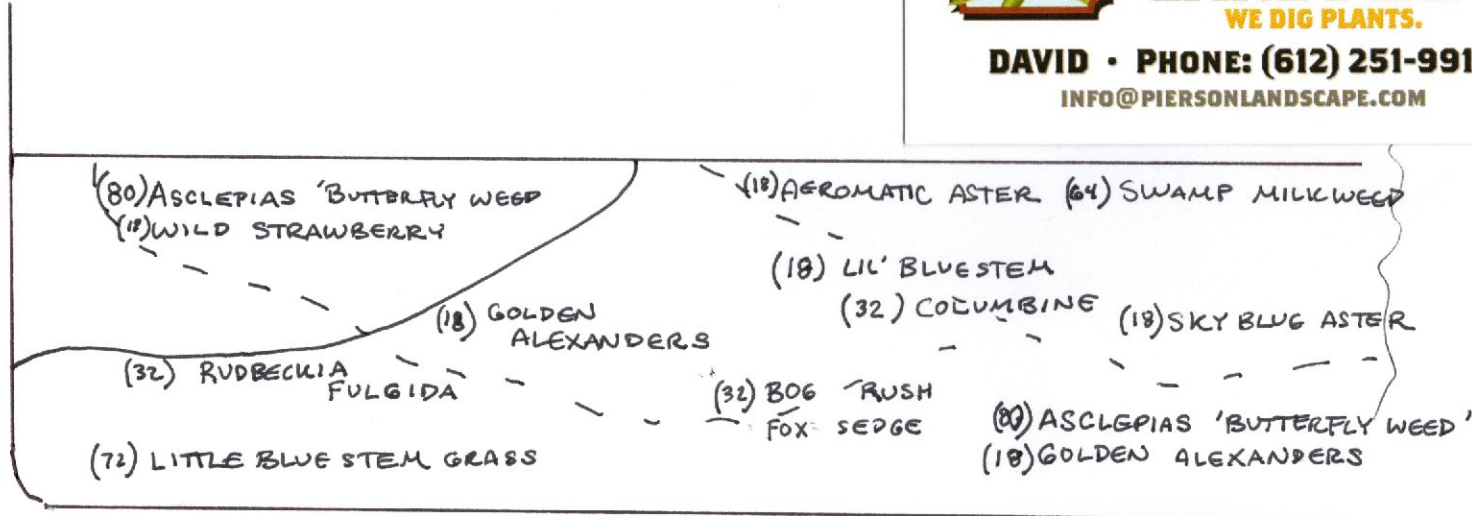 WE DIG PLANTS.
DAVID • PHONE: (612) 251-991
INFO@PIERSONLANDSCAPE.COM
(80) ASCLEPIAS 'BUTTERFLY WEED
(18) WILD STRAWBERRY
(18) AEROMATIC ASTER (64) SWAMP MILKWEED
(18) LIL' BLUESTEM
(32) COLUMBINE
(18) SKY BLUE ASTER
(18) GOLDEN
ALEXANDERS
(32) RUDBECKIA
FULGIDA
(32) BOG RUSH
FOX SEDGE
(80) ASCLEPIAS 'BUTTERFLY WEED'
(18) GOLDEN ALEXANDERS
(72) LITTLE BLUE STEM GRASS